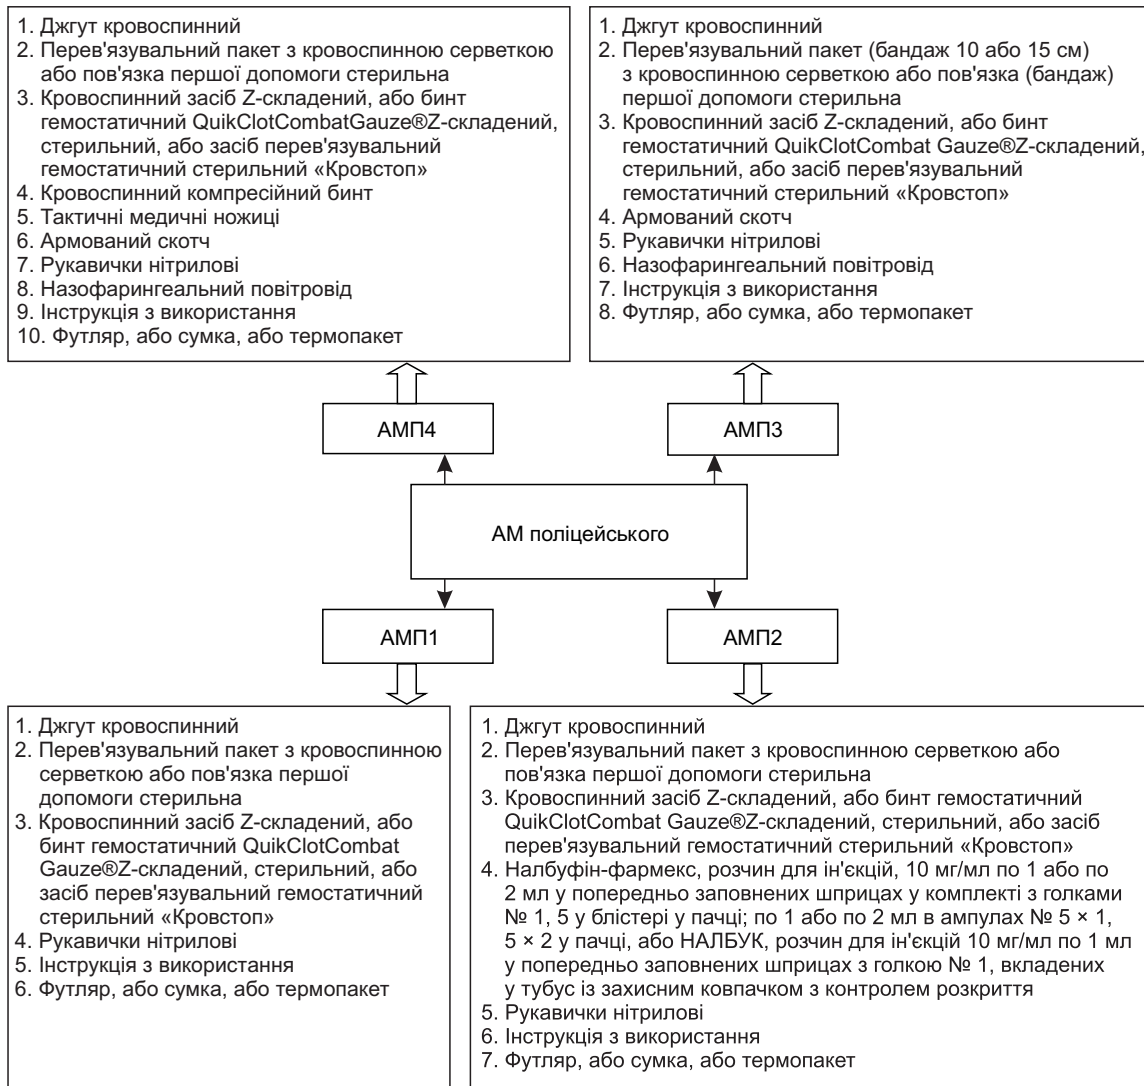 1. Джгут кровоспинний
2. Перев'язувальний пакет з кровоспинною серветкою
або пов'язка першої допомоги стерильна
3. Кровоспинний засіб Z-складений, або бинт
гемостатичний QuikClotCombatGauze®Z-складений,
стерильний, або засіб перев'язувальний
гемостатичний стерильний «Кровстоп»
4. Кровоспинний компресійний бинт
5. Тактичні медичні ножиці
6. Армований скотч
7. Рукавички нітрилові
8. Назофарингеальний повітровід
9. Інструкція з використання
10. Футляр, або сумка, або термопакет
1. Джгут кровоспинний
2. Перев'язувальний пакет (бандаж 10 або 15 см)
з кровоспинною серветкою або пов'язка (бандаж)
першої допомоги стерильна
3. Кровоспинний засіб Z-складений, або бинт
гемостатичний QuikClotCombat Gauze®Z-складений,
стерильний, або засіб перев'язувальний
гемостатичний стерильний «Кровстоп»
4. Армований скотч
5. Рукавички нітрилові
6. Назофарингеальний повітровід
7. Інструкція з використання
8. Футляр, або сумка, або термопакет
АМП4
АМП3
АМ поліцейського
АМП1
АМП2
1. Джгут кровоспинний
2. Перев'язувальний пакет з кровоспинною
серветкою або пов'язка першої
допомоги стерильна
3. Кровоспинний засіб Z-складений, або
бинт гемостатичний QuikClotCombat
Gauze®Z-складений, стерильний, або
засіб перев'язувальний гемостатичний
стерильний «Кровстоп»
4. Рукавички нітрилові
5. Інструкція з використання
6. Футляр, або сумка, або термопакет
1. Джгут кровоспинний
2. Перев'язувальний пакет з кровоспинною серветкою або
пов'язка першої допомоги стерильна
3. Кровоспинний засіб Z-складений, або бинт гемостатичний
QuikClotCombat Gauze®Z-складений, стерильний, або засіб
перев'язувальний гемостатичний стерильний «Кровстоп»
4. Налбуфін-фармекс, розчин для ін'єкцій, 10 мг/мл по 1 або по
2 мл у попередньо заповнених шприцах у комплекті з голками
№ 1, 5 у блістері у пачці; по 1 або по 2 мл в ампулах № 5 × 1,
5 × 2 у пачці, або НАЛБУК, розчин для ін'єкцій 10 мг/мл по 1 мл
у попередньо заповнених шприцах з голкою № 1, вкладених
у тубус із захисним ковпачком з контролем розкриття
5. Рукавички нітрилові
6. Інструкція з використання
7. Футляр, або сумка, або термопакет